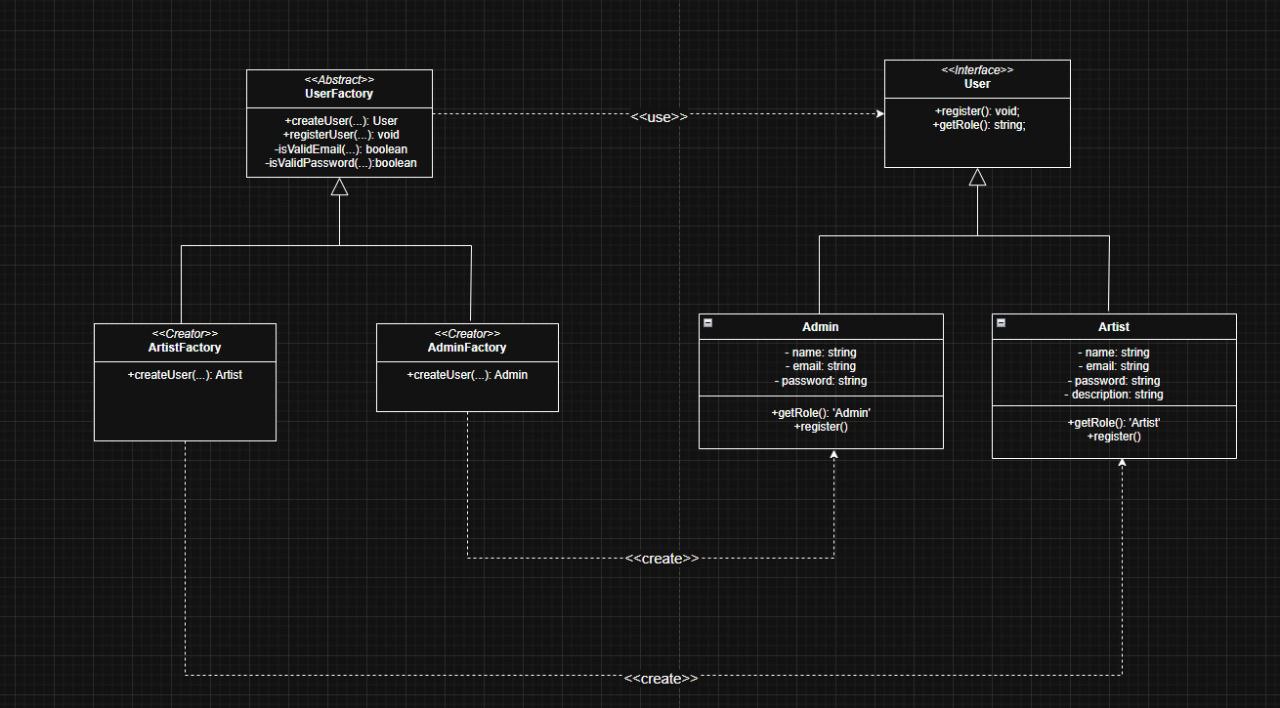 <<Abstract>>
UserFactory
+createUser(...): User
+registerUser(...): void
-isValidEmail(...): boolean
-isValidPassword(...):boolean
<<use>>
<<Interface>>
User
+register(): void;
+getRole(): string;
<<Creator>>
ArtistFactory
+createUser(...): Artist
<<Creator>>
AdminFactory
+createUser(...): Admin
Admin
- name: string
- email: string
- password: string
+getRole(): 'Admin'
+register()
Artist
- name: string
- email: string
- password: string
- description: string
+getRole(): 'Artist'
+register()
<<create>>
<<create>>